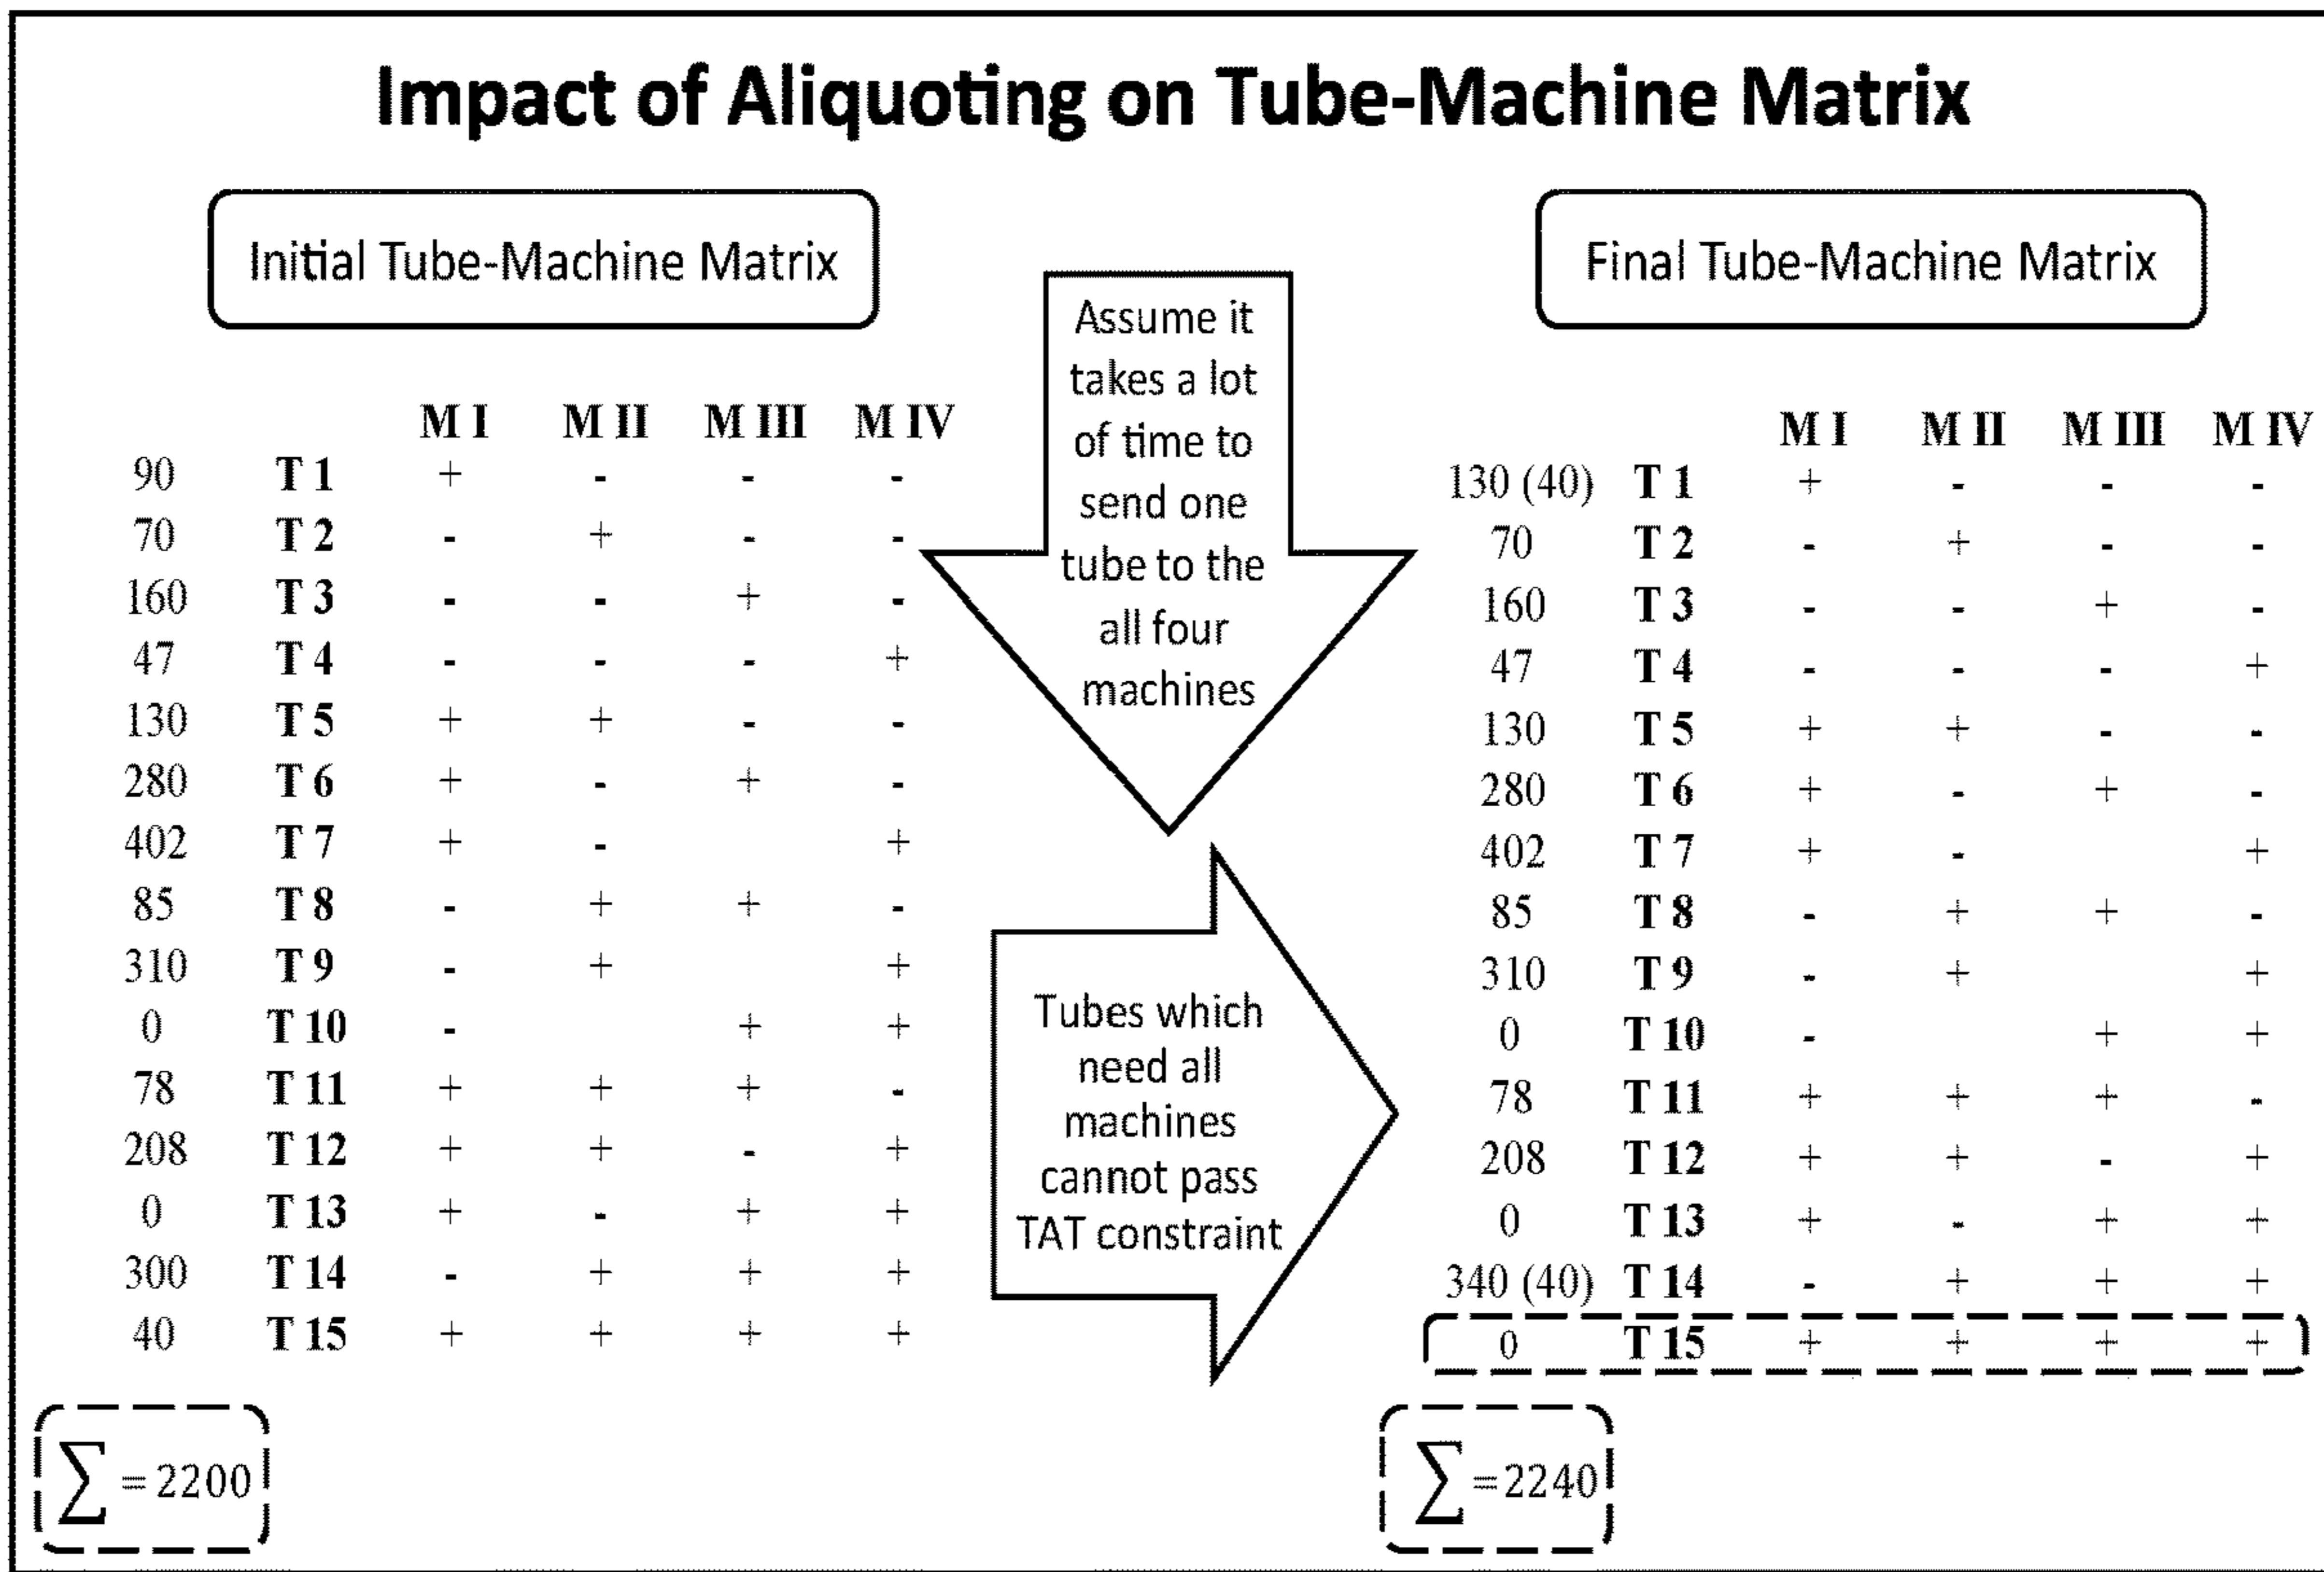 Impact of Aliquoting on Tube-Machine Matrix
Initial Tube-Machine Matrix
M I M II M III M IV
90 T 1 + - - -
70 T 2 - + - -
160 T 3 - - + -
47 T 4 - - - +
130 T 5 + + - -
280 T 6 + - + -
402 T 7 + - +
85 T 8 - + + -
310 T 9 - + +
0 T 10 - + +
78 T 11 + + + -
208 T 12 + + - +
0 T 13 + - + +
300 T 14 - + + +
40 T 15 + + + +
∑ = 2200
Assume it
takes a lot
of time to
send one
tube to the
all four
machines
Tubes which
need all
machines
cannot pass
TAT constraint
Final Tube-Machine Matrix
M I M II M III M IV
130 (40) T 1 + - - -
70 T 2 - + - -
160 T 3 - - + -
47 T 4 - - - +
130 T 5 + + - -
280 T 6 + - + -
402 T 7 + - +
85 T 8 - + + -
310 T 9 - + +
0 T 10 - + +
78 T 11 + + + -
208 T 12 + + - +
0 T 13 + - + +
340 (40) T 14 - + + +
0 T 15 + + + +
∑ =2240